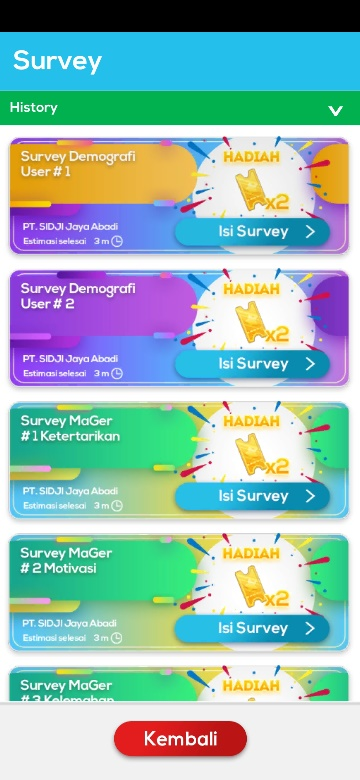 Survey
History
Survey Demografi
User # 1
HADIAH
x2
PT. SIDJI Jaya Abadi
Estimasi selesai 3 m
Isi Survey
Survey Demografi
User # 2
HADIAH
x2
PT. SIDJI Jaya Abadi
Estimasi selesai 3 m
Isi Survey
Survey MaGer
# 1 Ketertarikan
HADIAH
x2
PT. SIDJI Jaya Abadi
Estimasi selesai 3 m
Isi Survey
Survey MaGer
# 2 Motivasi
HADIAH
x2
PT. SIDJI Jaya Abadi
Estimasi selesai 3 m
Isi Survey
Survey MaGer
# 3 Kelemahan
HADIAH
Kembali